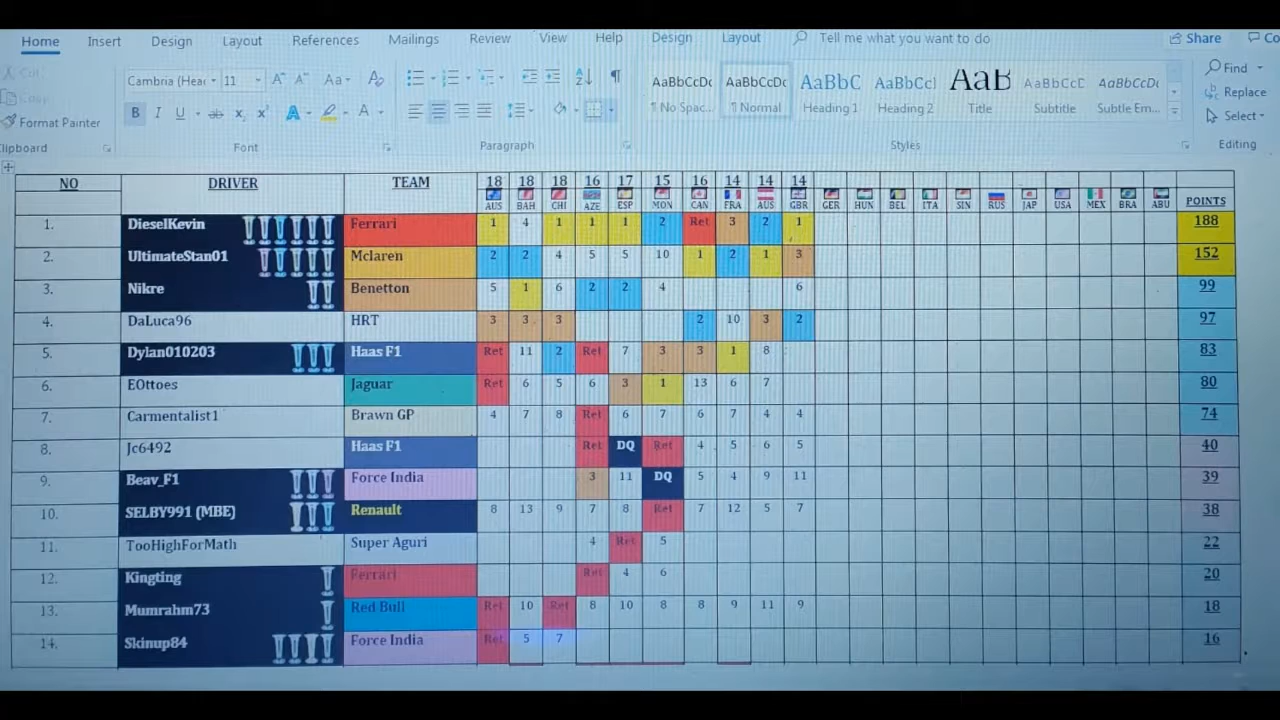 Home Insert Design Layout References Mailings Review View Help Design Layout Tell me what you want to do Share Co
Cut
Copy
Format Painter
Clipboard
Cambria (Hea 11
Font
Paragraph
AaBbCcDc AaBbCcDc AaBbC AaBbCcI AaB AaBbCcD AaBbCcDc
¶ No Spac... ¶ Normal Heading 1 Heading 2 Title Subtitle Subtle Em...
Styles
Find
Replace
Select
Editing
NO DRIVER TEAM 18 18 18 16 17 15 16 14 14 14
AUS BAH CHI AZE ESP MON CAN FRA AUS GBR GER HUN BEL ITA SIN RUS JAP USA MEX BRA ABU POINTS
1. DieselKevin Ferrari 1 4 1 1 1 2 Ret 3 2 1 188
2. UltimateStan01 Mclaren 2 2 4 5 5 10 1 2 1 3 152
3. Nikre Benetton 5 1 6 2 2 4 6 99
4. DaLuca96 HRT 3 3 3 2 10 3 2 97
5. Dylan010203 Haas F1 Ret 11 2 Ret 7 3 3 1 8 83
6. EOttoes Jaguar Ret 6 5 6 3 1 13 6 7 80
7. Carmentalist1 Brawn GP 4 7 8 Ret 6 7 6 7 4 4 74
8. Jc6492 Haas F1 Ret DQ Ret 4 5 6 5 40
9. Beav_F1 Force India 3 11 DQ 5 4 9 11 39
10. SELBY991 (MBE) Renault 8 13 9 7 8 Ret 7 12 5 7 38
11. TooHighForMath Super Aguri 4 Ret 5 22
12. Kingting Ferrari Ret 4 6 20
13. Mumrahm73 Red Bull Ret 10 Ret 8 10 8 8 9 11 9 18
14. Skinup84 Force India Ret 5 7 16